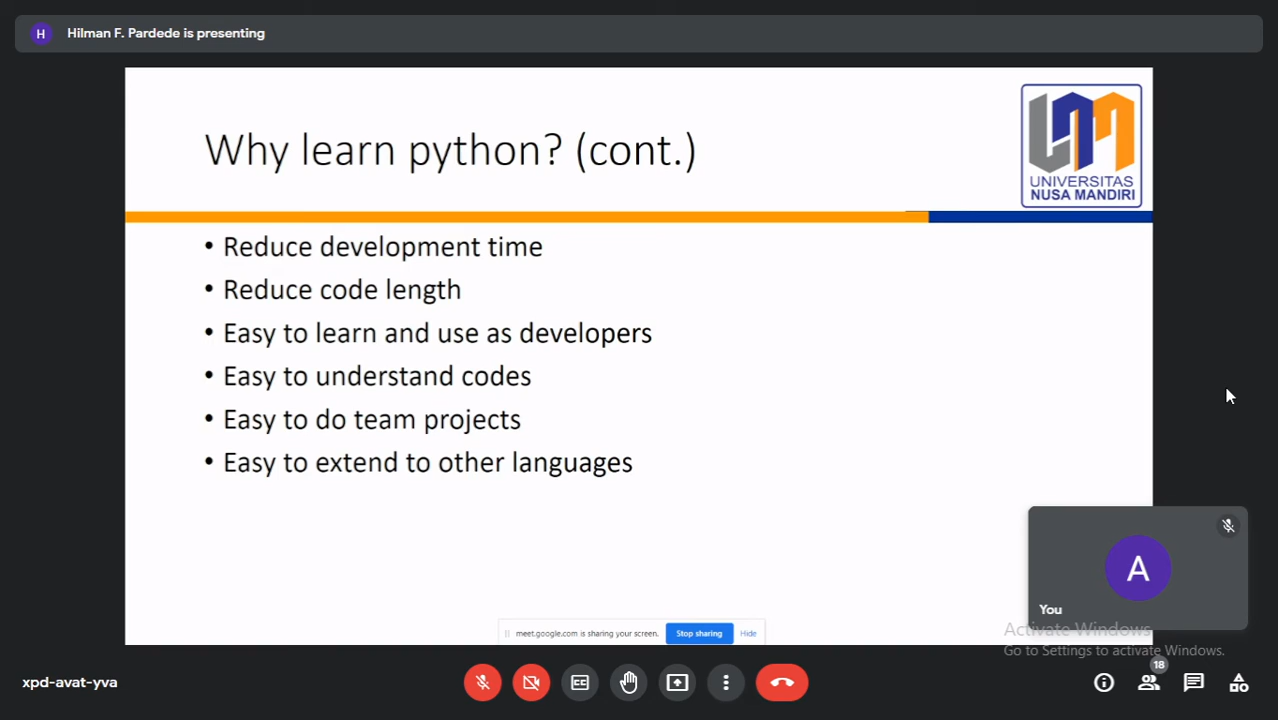 H Hilman F. Pardede is presenting
Why learn python? (cont.)
UNIVERSITAS
NUSA MANDIRI
• Reduce development time
• Reduce code length
• Easy to learn and use as developers
• Easy to understand codes
• Easy to do team projects
• Easy to extend to other languages
A
You
Activate Windows
Go to Settings to activate Windows.
meet.google.com is sharing your screen. Stop sharing Hide
xpd-avat-yva
CC
18